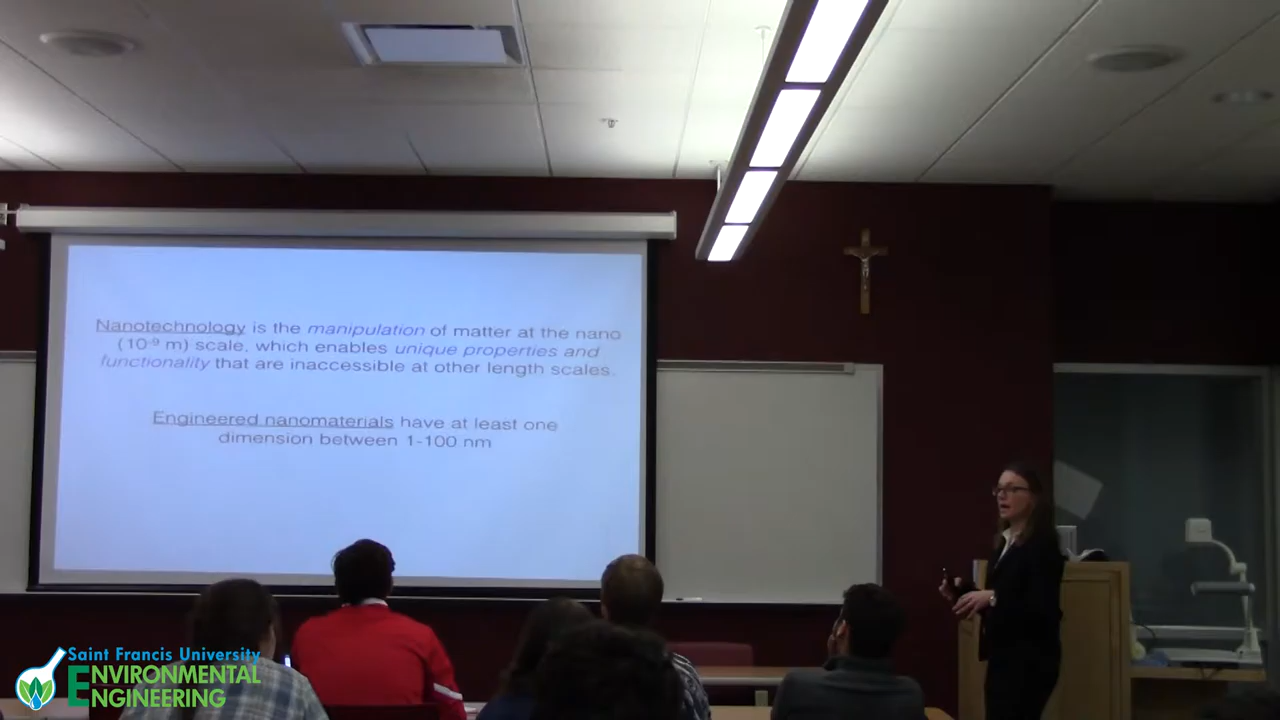 Nanotechnology is the manipulation of matter at the nano
(10-9 m) scale, which enables unique properties and
functionality that are inaccessible at other length scales.
Engineered nanomaterials have at least one
dimension between 1-100 nm
Saint Francis University
ENVIRONMENTAL
ENGINEERING